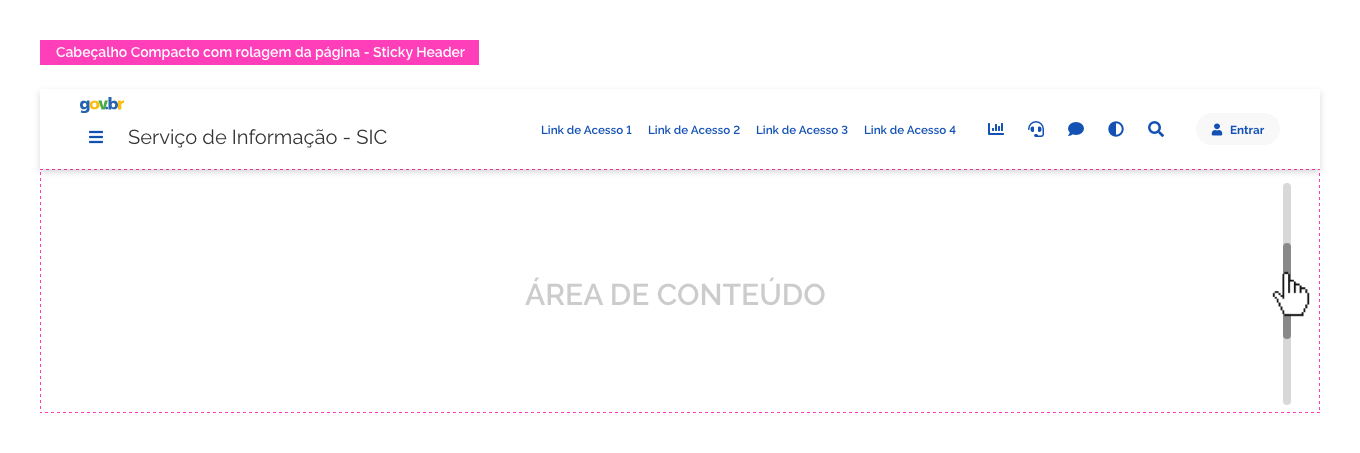 Cabeçalho Compacto com rolagem da página - Sticky Header
gov.br
Serviço de Informação - SIC
Link de Acesso 1 Link de Acesso 2 Link de Acesso 3 Link de Acesso 4 Entrar
ÁREA DE CONTEÚDO